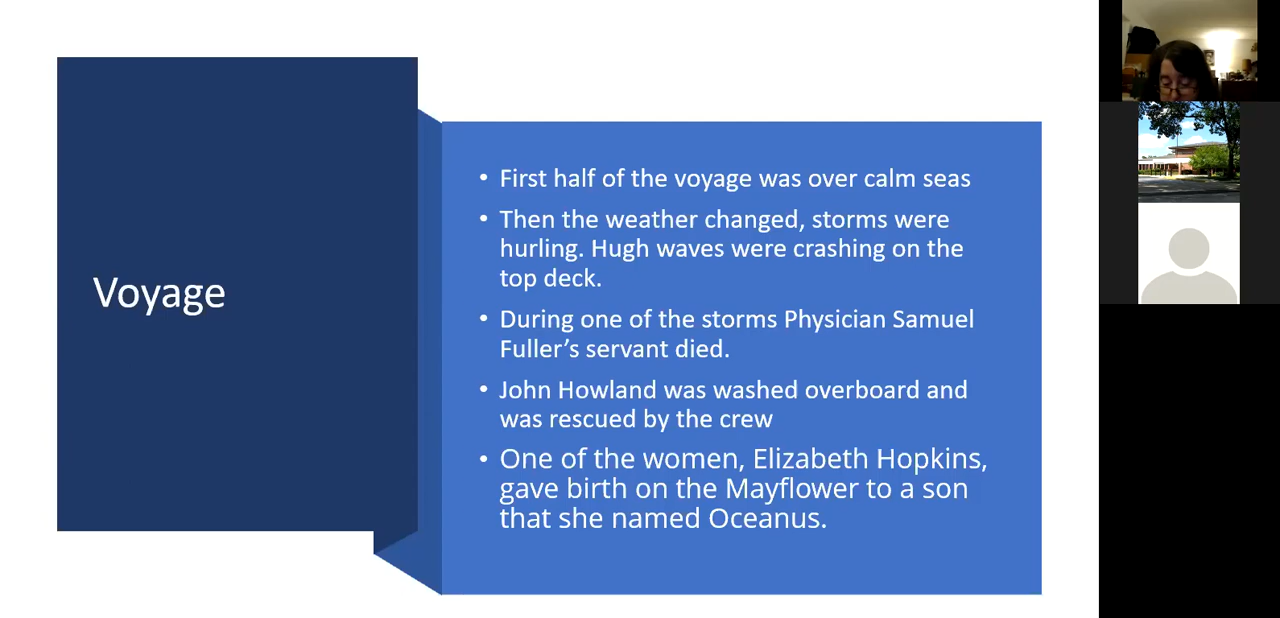 Voyage
• First half of the voyage was over calm seas
• Then the weather changed, storms were
hurling. Hugh waves were crashing on the
top deck.
• During one of the storms Physician Samuel
Fuller's servant died.
• John Howland was washed overboard and
was rescued by the crew
• One of the women, Elizabeth Hopkins,
gave birth on the Mayflower to a son
that she named Oceanus.